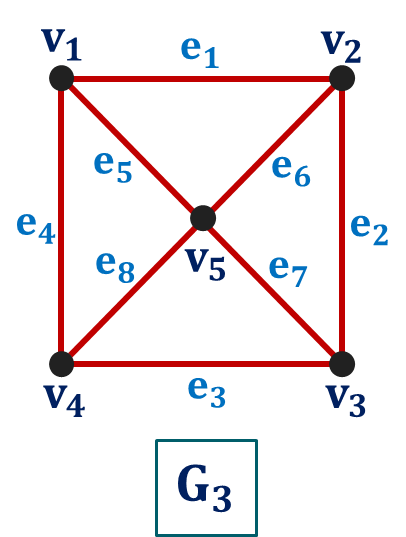 v₁
e₁
v₂
e₅
e₆
e₄
e₂
v₅
e₈
e₇
v₄
e₃
v₃
G₃